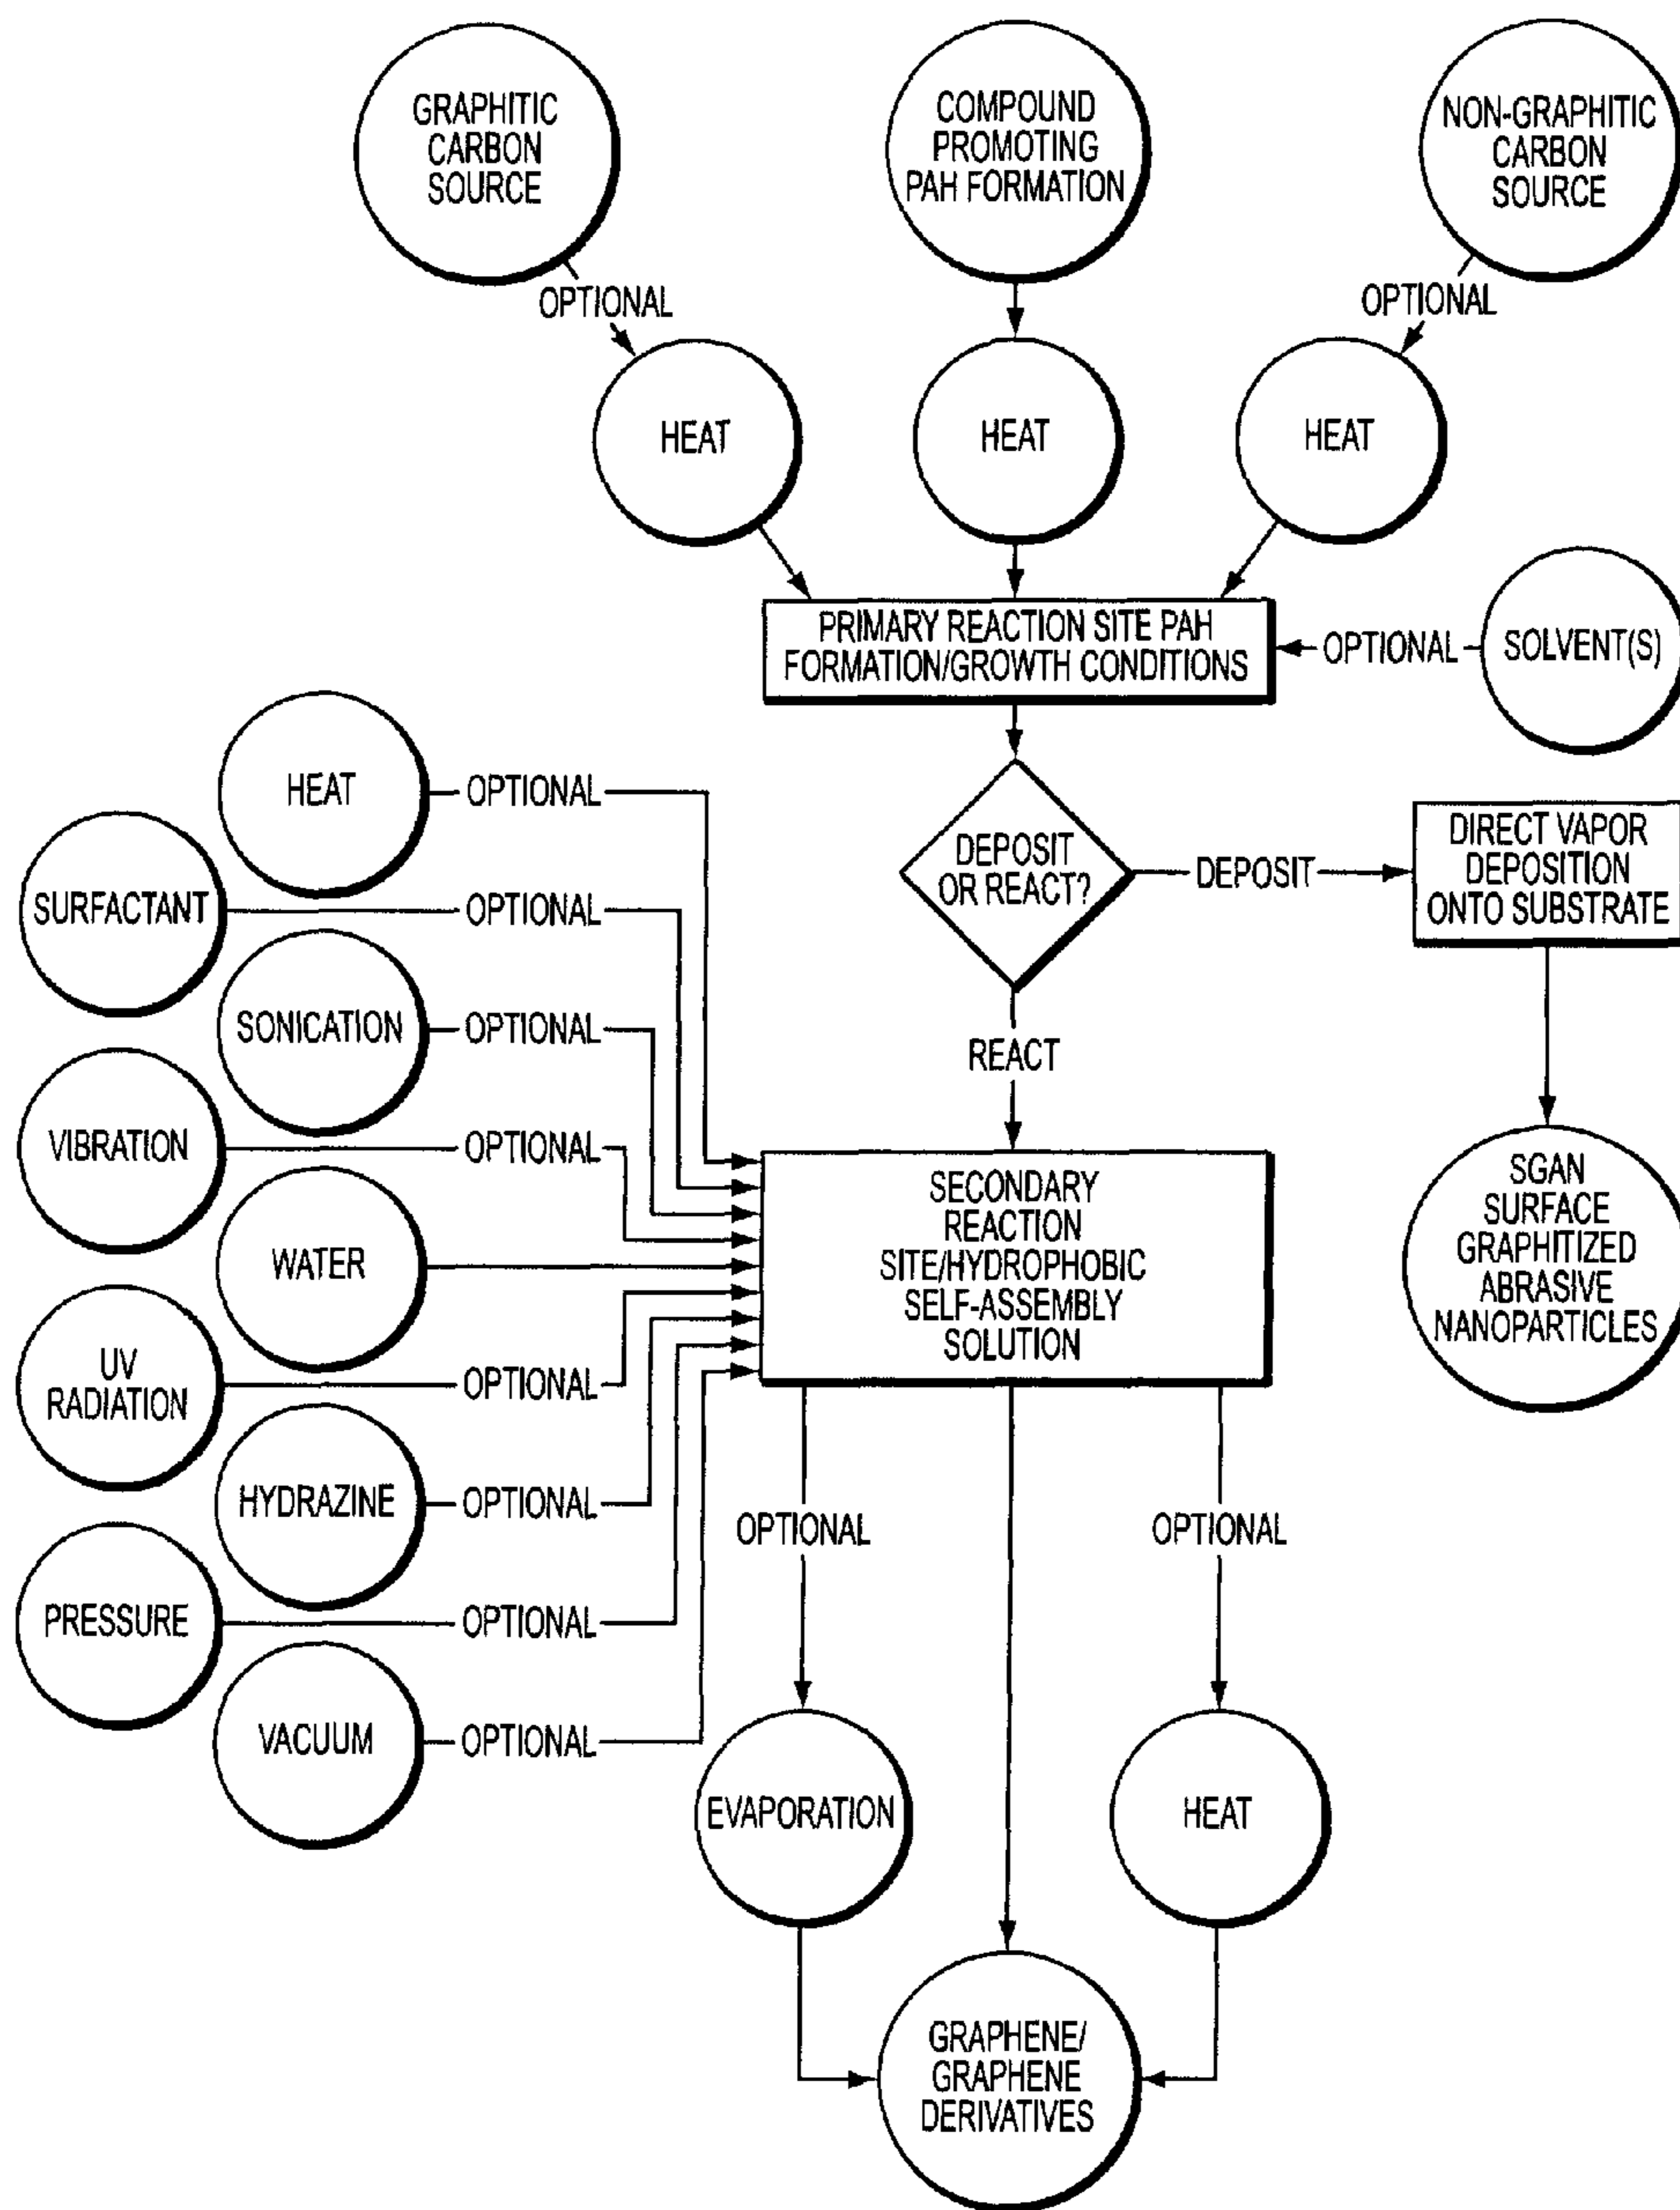 GRAPHITIC
CARBON
SOURCE
COMPOUND
PROMOTING
PAH FORMATION
NON-GRAPHITIC
CARBON
SOURCE
OPTIONAL
OPTIONAL
HEAT
HEAT
HEAT
PRIMARY REACTION SITE PAH
FORMATION/GROWTH CONDITIONS
OPTIONAL
SOLVENT(S)
HEAT
OPTIONAL
DEPOSIT
OR REACT?
DEPOSIT
DIRECT VAPOR
DEPOSITION
ONTO SUBSTRATE
SURFACTANT
OPTIONAL
SONICATION
OPTIONAL
REACT
VIBRATION
OPTIONAL
SECONDARY
REACTION
SITE/HYDROPHOBIC
SELF-ASSEMBLY
SOLUTION
SGAN
SURFACE
GRAPHITIZED
ABRASIVE
NANOPARTICLES
WATER
UV
RADIATION
OPTIONAL
HYDRAZINE
OPTIONAL
OPTIONAL
OPTIONAL
PRESSURE
OPTIONAL
VACUUM
OPTIONAL
EVAPORATION
HEAT
GRAPHENE/
GRAPHENE
DERIVATIVES